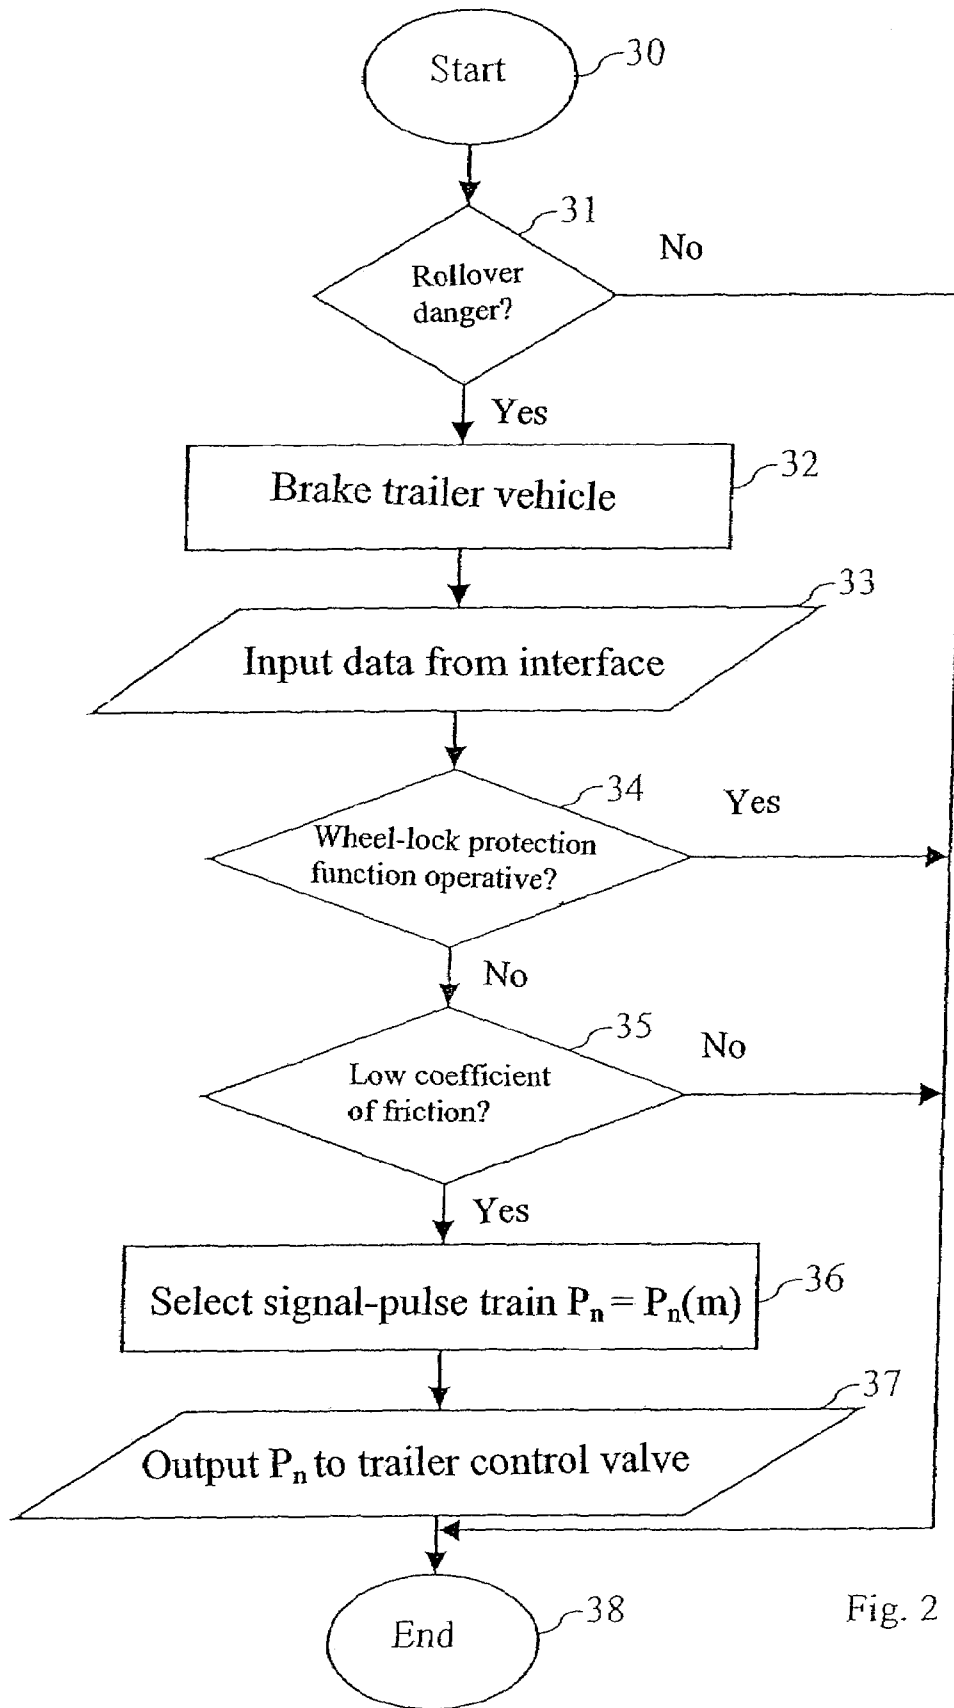 Start
30
31
No
Rollover
danger?
Yes
32
Brake trailer vehicle
33
Input data from interface
34
Yes
Wheel-lock protection
function operative?
No
35
No
Low coefficient
of friction?
Yes
36
Select signal-pulse train Pn = Pn(m)
37
Output Pn to trailer control valve
38
End
Fig. 2